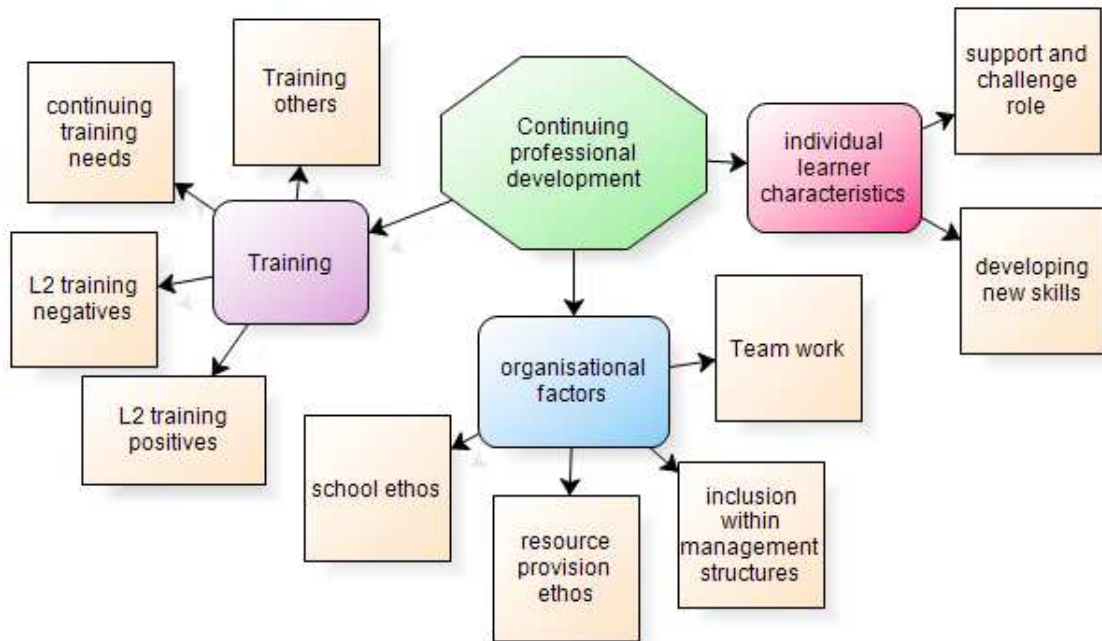 Continuing
professional
development
Training
others
continuing
training
needs
Training
L2 training
negatives
L2 training
positives
individual
learner
characteristics
support and
challenge
role
developing
new skills
organisational
factors
Team work
school ethos
resource
provision
ethos
inclusion
within
management
structures